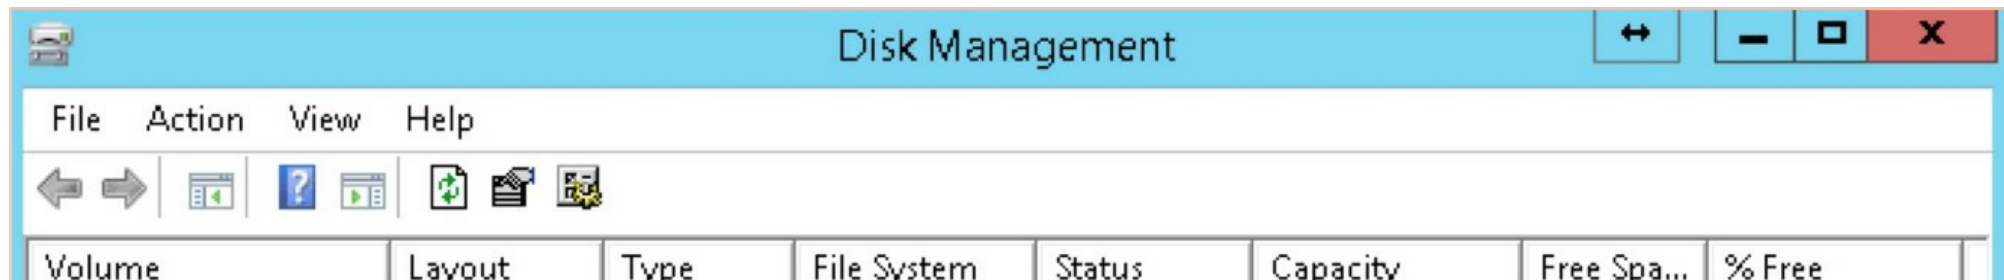 Disk Management
File Action View Help
Volume Layout Type File System Status Capacity Free Spa... % Free